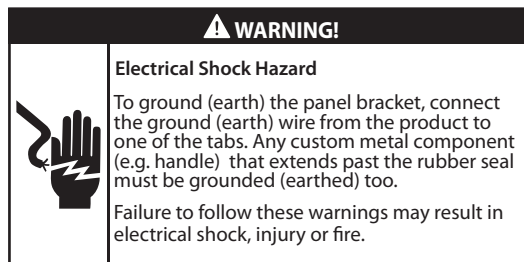 WARNING!
Electrical Shock Hazard
To ground (earth) the panel bracket, connect
the ground (earth) wire from the product to
one of the tabs. Any custom metal component
(e.g. handle)  that extends past the rubber seal
must be grounded (earthed) too.
Failure to follow these warnings may result in
electrical shock, injury or fire.